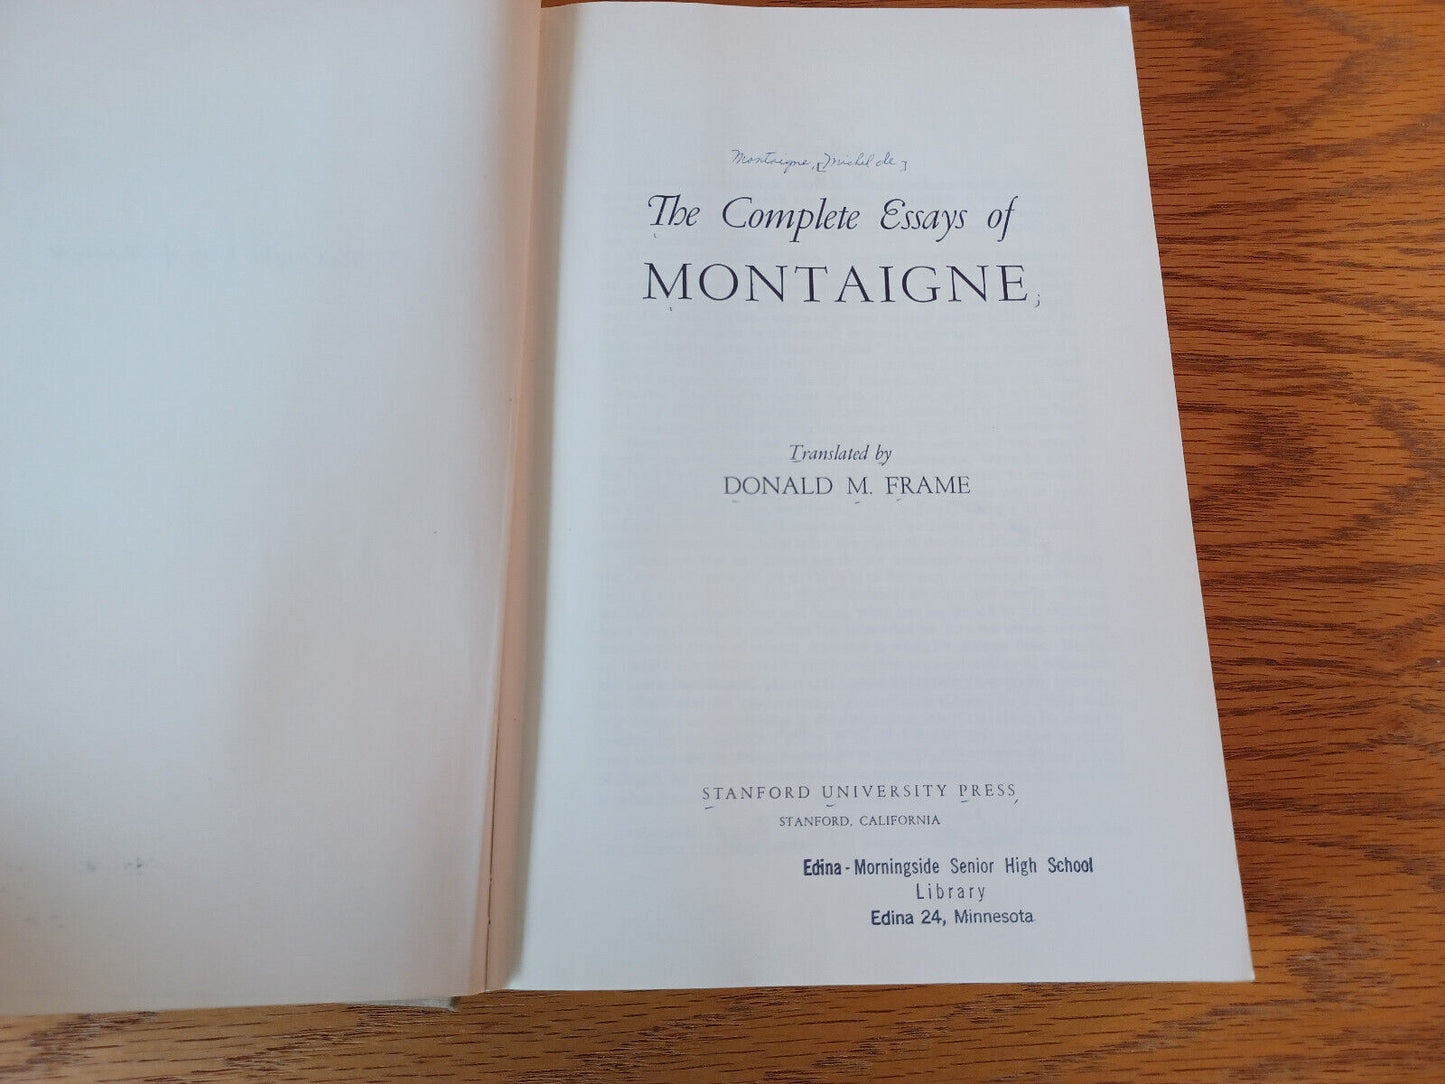 Montaigne, [Michel de]
The Complete Essays of
MONTAIGNE;
Translated by
DONALD M. FRAME
STANFORD UNIVERSITY PRESS,
STANFORD, CALIFORNIA
Edina-Morningside Senior High School
Library
Edina 24, Minnesota